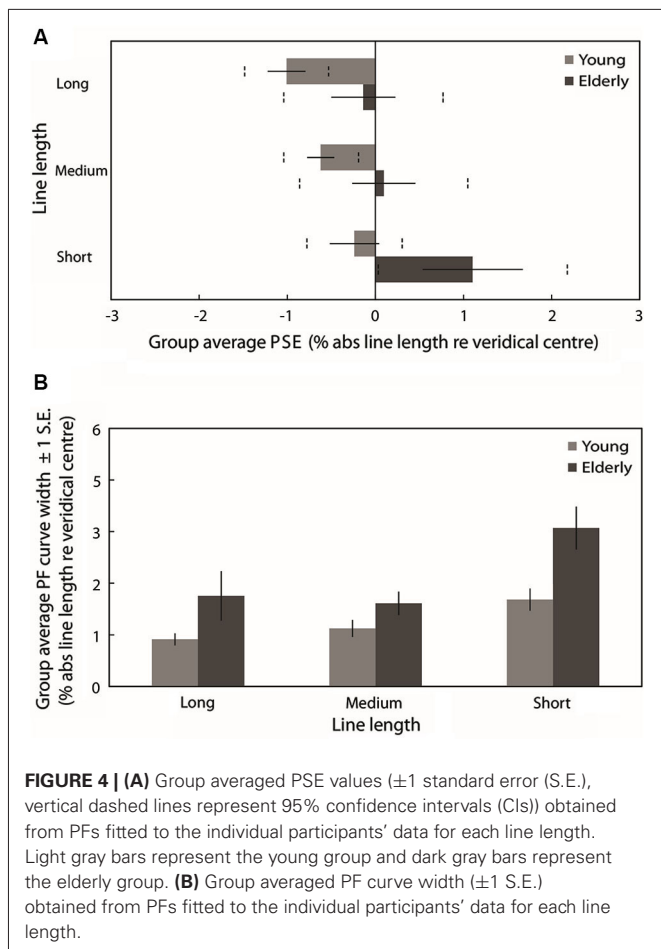 A
Young
Elderly
Long
Medium
Short
Line length
-3 -2 -1 0 1 2 3
Group average PSE (% abs line length re veridical centre)
B
Group average PF curve width ± 1 S.E.
(% abs line length re veridical centre)
6
5
3
2
1
0
Young
Elderly
Long Medium Short
Line length
FIGURE 4 | (A) Group averaged PSE values (±1 standard error (S.E.),
vertical dashed lines represent 95% confidence intervals (CIs)) obtained
from PFs fitted to the individual participants’ data for each line length.
Light gray bars represent the young group and dark gray bars represent
the elderly group. (B) Group averaged PF curve width (±1 S.E.)
obtained from PFs fitted to the individual participants’ data for each line
length.